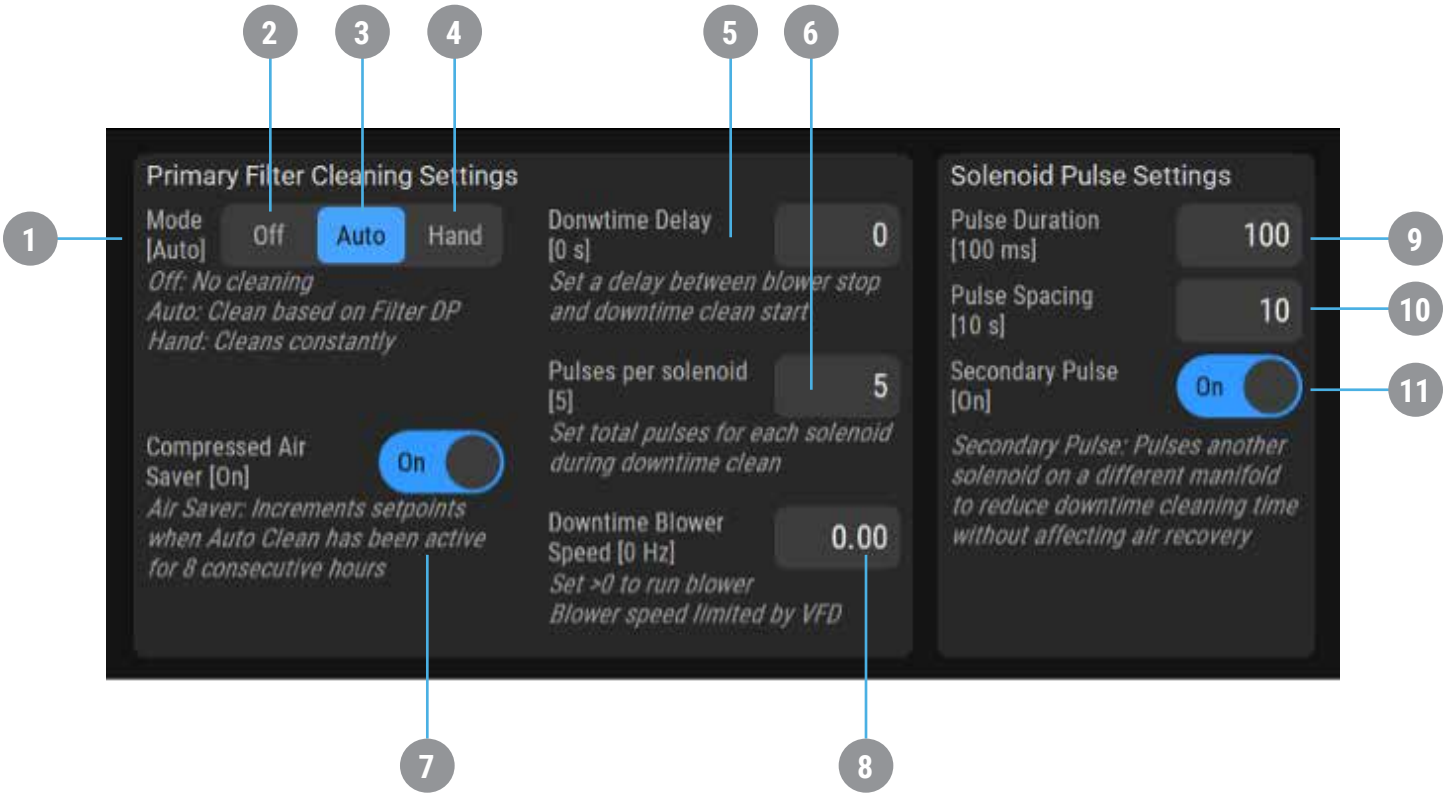 2
3
4
5
6
Primary Filter Cleaning Settings
1
Mode
[Auto]
Off
Auto
Hand
Off: No cleaning
Auto: Clean based on Filter DP
Hand: Cleans constantly
Compressed Air
Saver [On]
On
Air Saver: Increments setpoints
when Auto Clean has been active
for 8 consecutive hours
Donwtime Delay
[0 s]
0
Set a delay between blower stop
and downtime clean start
Pulses per solenoid
[5]
5
Set total pulses for each solenoid
during downtime clean
Downtime Blower
Speed [0 Hz]
0.00
Set >0 to run blower
Blower speed limited by VFD
Solenoid Pulse Settings
Pulse Duration
[100 ms]
100
9
Pulse Spacing
[10 s]
10
10
Secondary Pulse
[On]
On
11
Secondary Pulse: Pulses another
solenoid on a different manifold
to reduce downtime cleaning time
without affecting air recovery
7
8